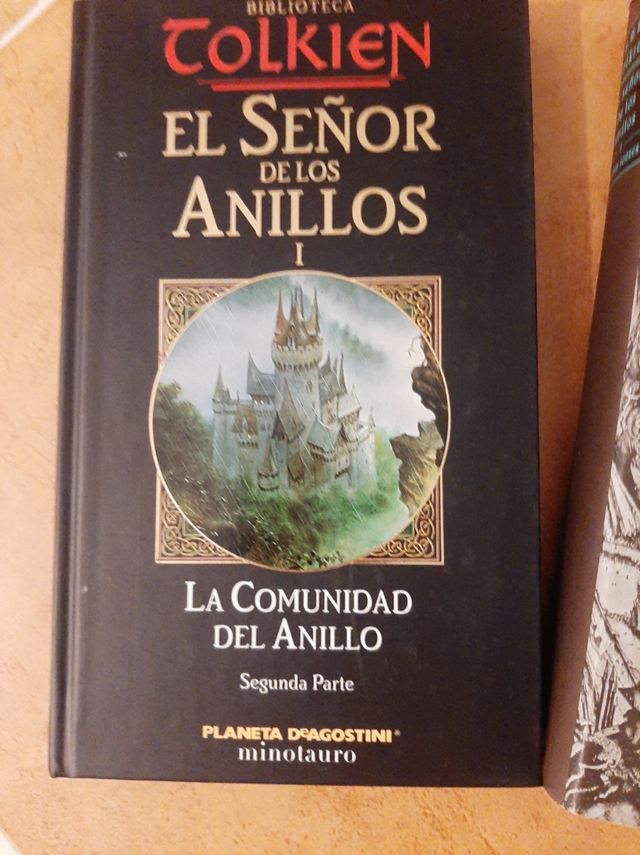 BIBLIOTECA
TOLKIEN
EL SEÑOR
DE LOS
ANILLOS
I
LA COMUNIDAD
DEL ANILLO
Segunda Parte
PLANETA DeAGOSTINI®
minotauro